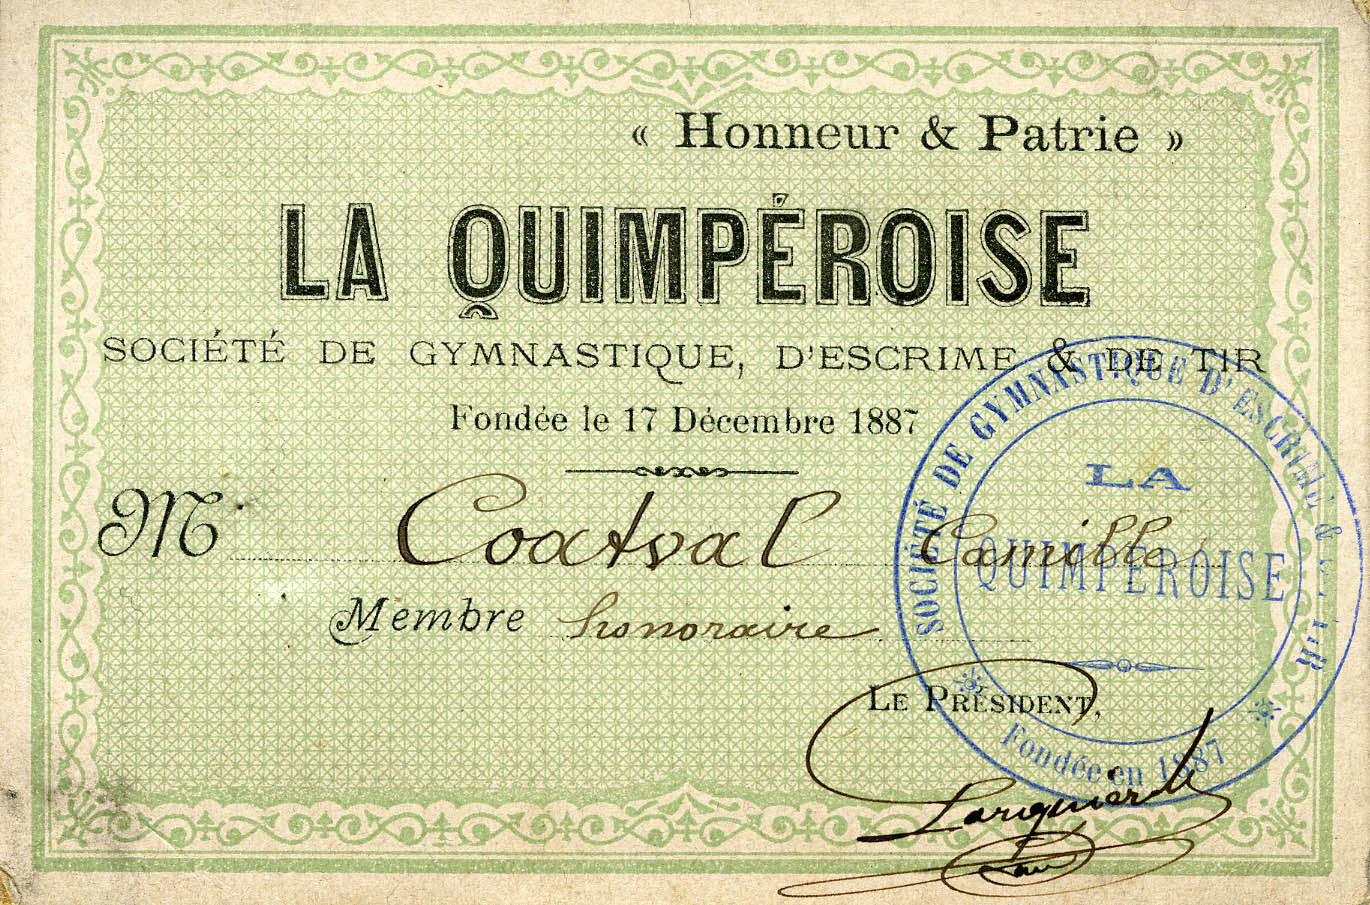 « Honneur & Patrie »
LA QUIMPÉROISE
SOCIÉTÉ DE GYMNASTIQUE, D'ESCRIME & DE TIR
Fondée le 17 Décembre 1887
M Coatval Camille
Membre honoraire
LE PRÉSIDENT,
SOCIÉTÉ DE GYMNASTIQUE D'ESCRIME & DE TIR
LA
QUIMPEROISE
Fondée en 1887